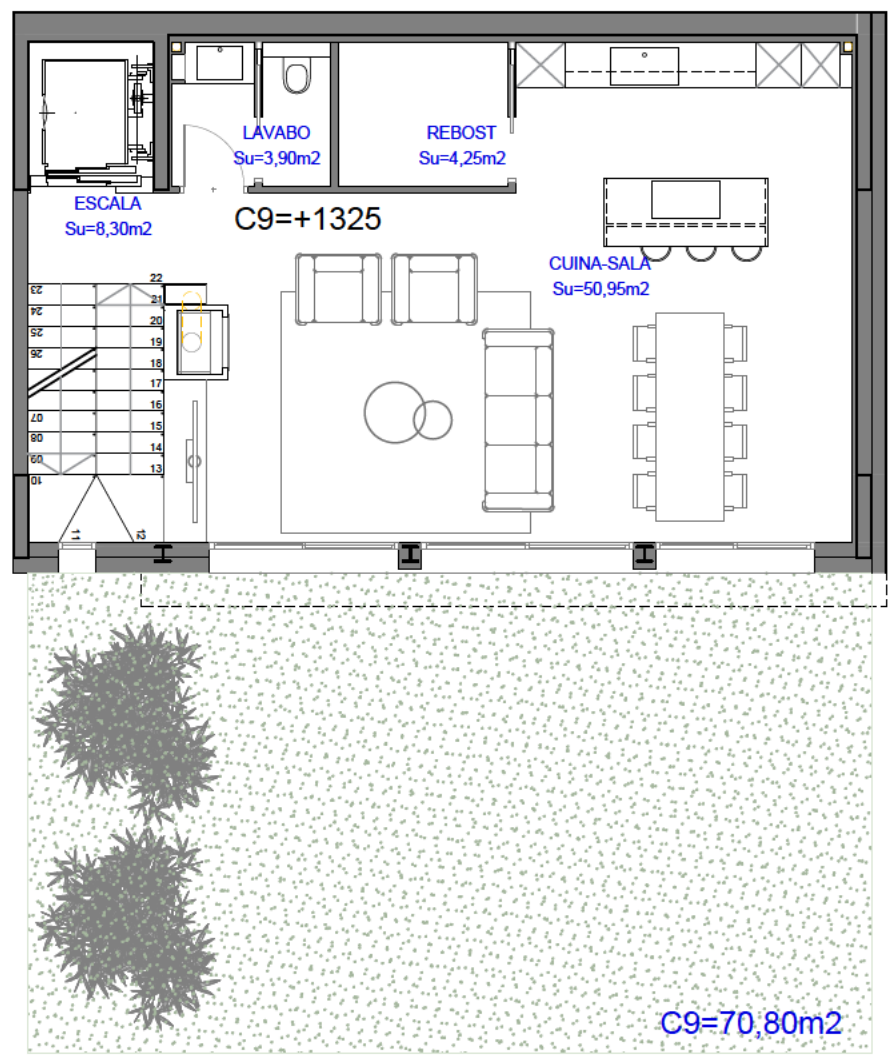 LAVABO
Su=3,90m2
REBOST
Su=4,25m2
ESCALA
Su=8,30m2
C9=+1325
CUINA-SALA
Su=50,95m2
22
23
21
24
20
25
19
26
18
17
16
07
15
08
14
09
13
10
11
12
C9=70,80m2